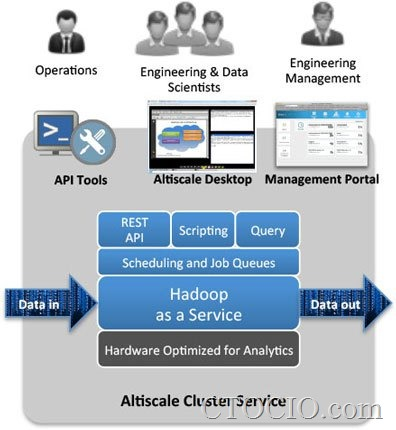 Operations
Engineering & Data
Scientists
Engineering
Management
API Tools
Altiscale Desktop
Management Portal
REST
API
Scripting
Query
Scheduling and Job Queues
Data in
Hadoop
as a Service
Data out
Hardware Optimized for Analytics
Altiscale Cluster Service
CTOCIO.com